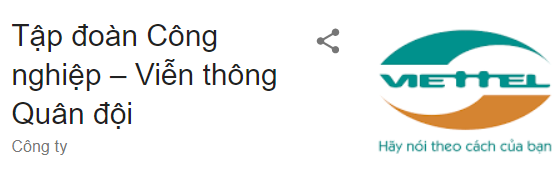 Tập đoàn Công
nghiệp – Viễn thông
Quân đội
Công ty
VIETTEL
Hãy nói theo cách của bạn